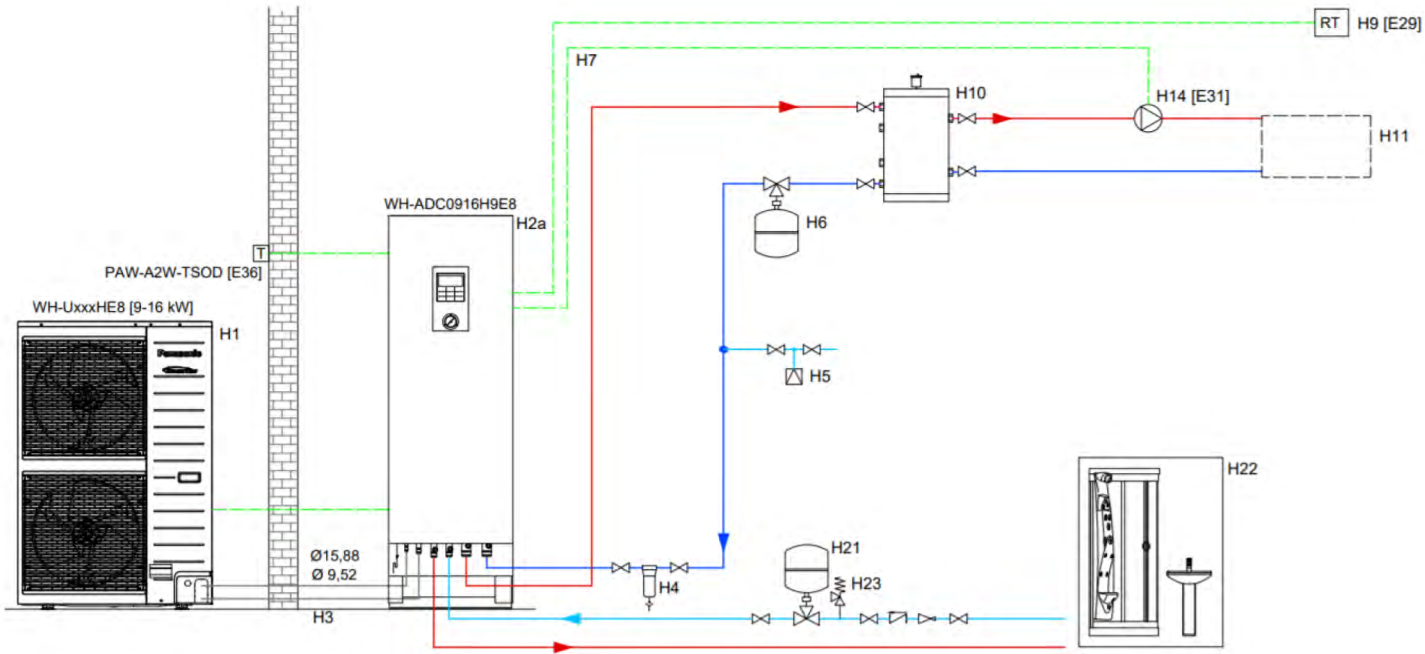 RT
H9 [E29]
H7
H10
H14 [E31]
H11
WH-ADC0916H9E8
H2a
H6
T
PAW-A2W-TSOD [E36]
WH-UxxxHE8 [9-16 kW]
H1
Panasonic
H5
H22
Ø15,88
Ø 9,52
H21
H23
H4
H3